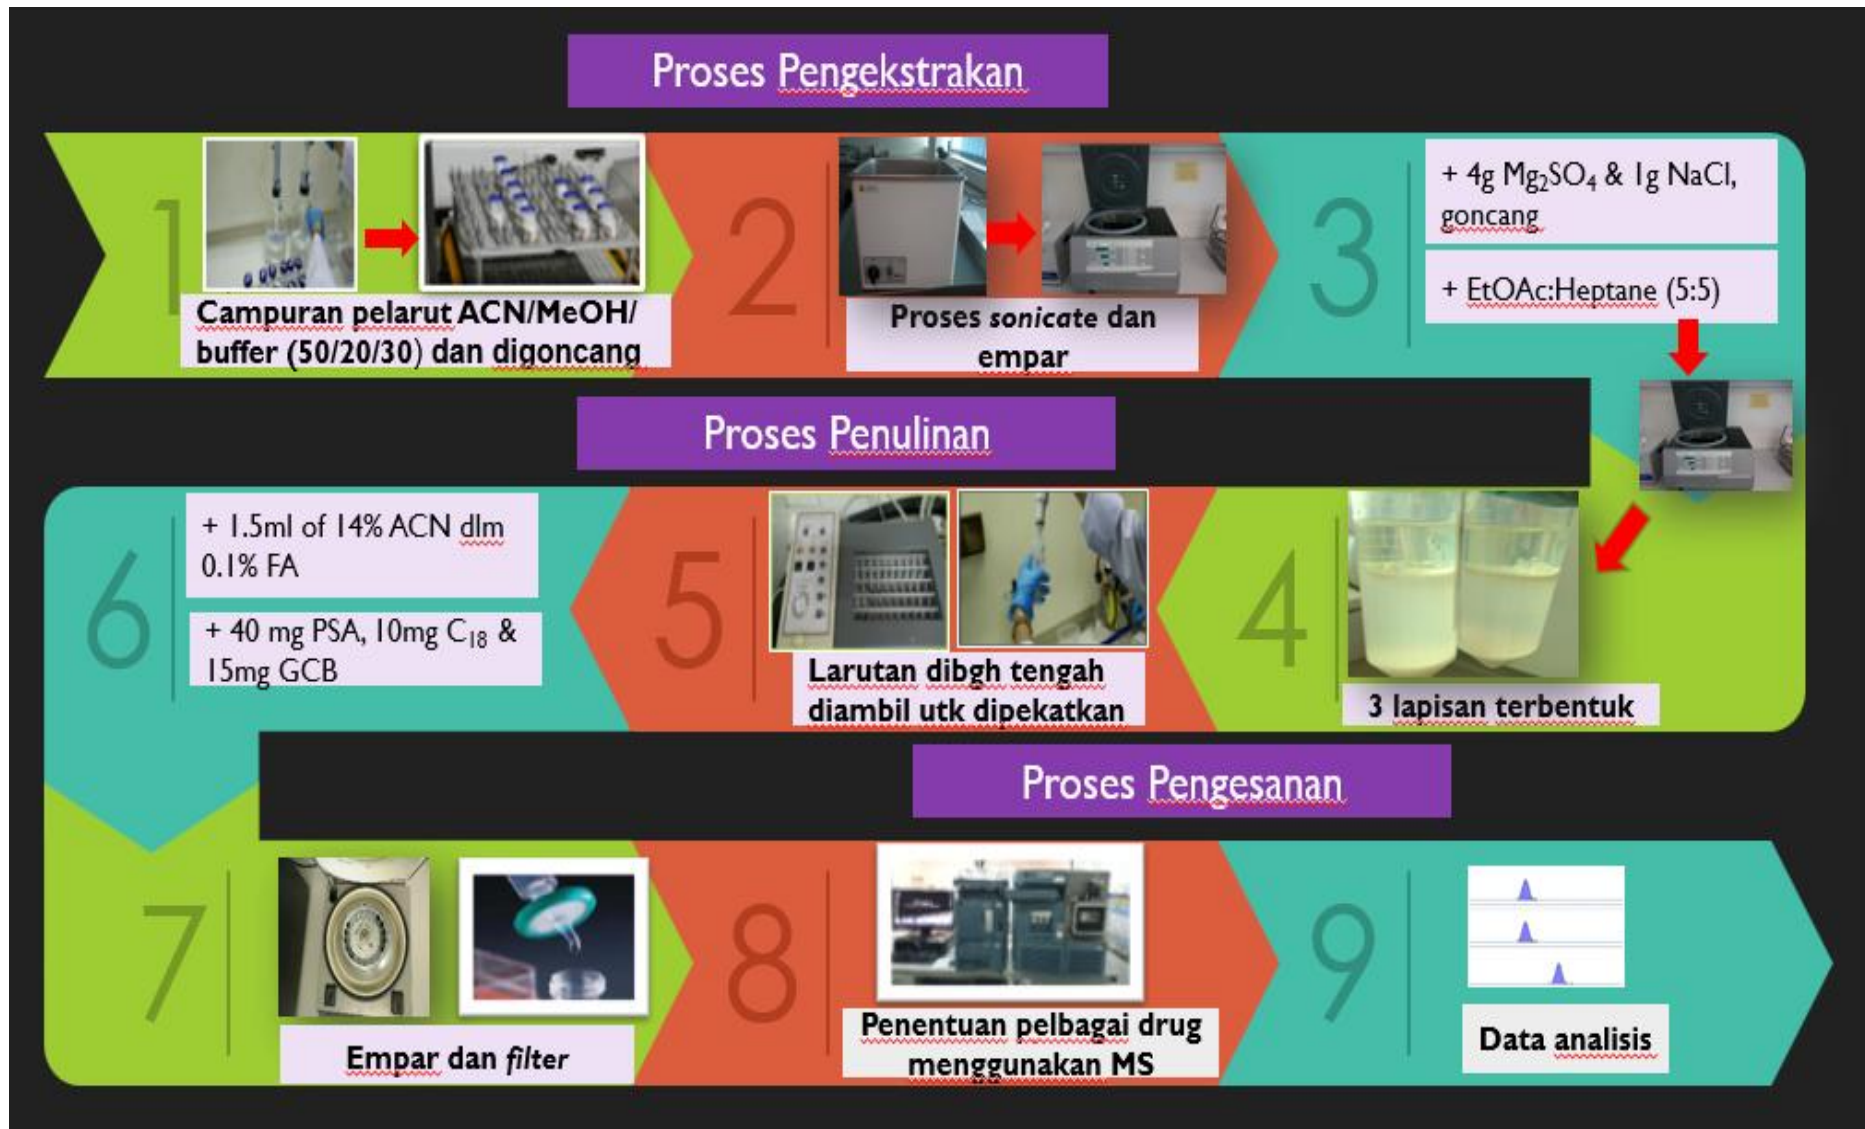 Proses Pengekstrakan
1
Campuran pelarut ACN/MeOH/
buffer (50/20/30) dan digoncang
2
Proses sonicate dan
empar
3
+ 4g Mg₂SO₄ & 1g NaCl,
goncang
+ EtOAc:Heptane (5:5)
Proses Penulinan
4
3 lapisan terbentuk
5
Larutan dibgh tengah
diambil utk dipekatkan
6
+ 1.5ml of 14% ACN dlm
0.1% FA
+ 40 mg PSA, 10mg C₁₈ &
15mg GCB
Proses Pengesanan
7
Empar dan filter
8
Penentuan pelbagai drug
menggunakan MS
9
Data analisis